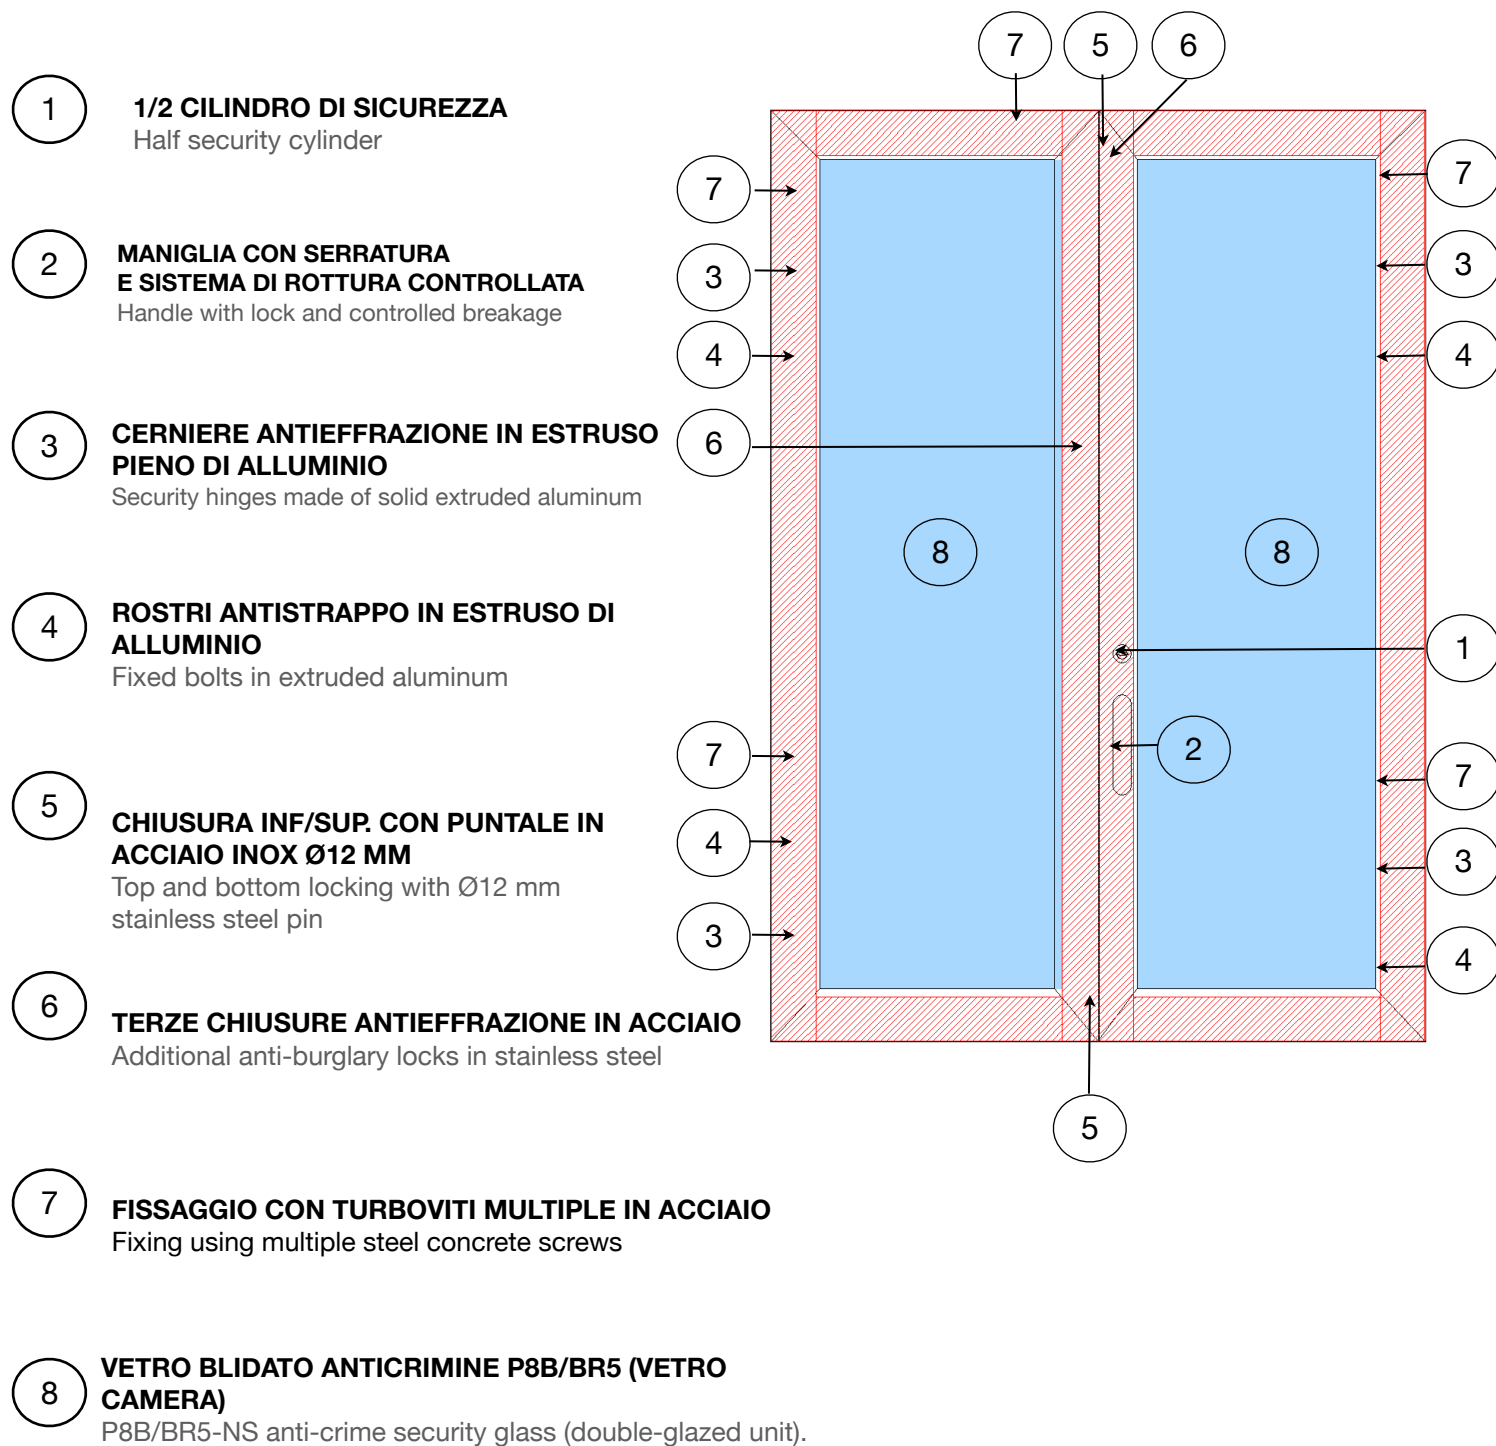 7 5 6
1
1/2 CILINDRO DI SICUREZZA
Half security cylinder
2
MANIGLIA CON SERRATURA
E SISTEMA DI ROTTURA CONTROLLATA
Handle with lock and controlled breakage
3
CERNIERE ANTIEFFRAZIONE IN ESTRUSO
PIENO DI ALLUMINIO
Security hinges made of solid extruded aluminum
4
ROSTRI ANTISTRAPPO IN ESTRUSO DI
ALLUMINIO
Fixed bolts in extruded aluminum
5
CHIUSURA INF/SUP. CON PUNTALE IN
ACCIAIO INOX Ø12 MM
Top and bottom locking with Ø12 mm
stainless steel pin
6
TERZE CHIUSURE ANTIEFFRAZIONE IN ACCIAIO
Additional anti-burglary locks in stainless steel
7
FISSAGGIO CON TURBOVITI MULTIPLE IN ACCIAIO
Fixing using multiple steel concrete screws
8
VETRO BLIDATO ANTICRIMINE P8B/BR5 (VETRO
CAMERA)
P8B/BR5-NS anti-crime security glass (double-glazed unit).
7
3
4
6
7
4
3
8
8
2
7
3
4
1
7
3
4
5